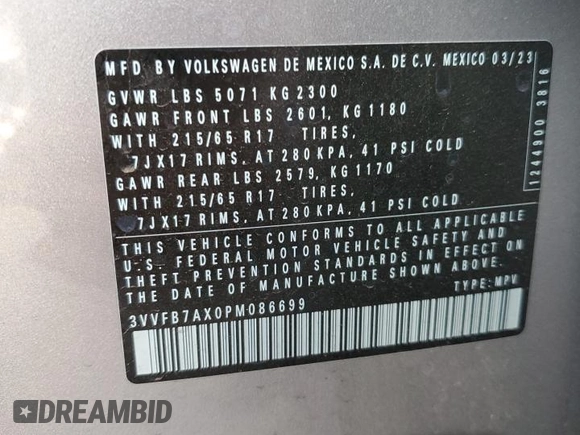 MFD. BY VOLKSWAGEN DE MEXICO S.A. DE C.V. MEXICO 03/23
GVWR LBS 5071 KG 2300
GAWR FRONT LBS 2601, KG 1180
WITH 215/65 R17 TIRES,
7JX17 RIMS, AT 280 KPA, 41 PSI COLD
GAWR REAR LBS 2579, KG 1170
WITH 215/65 R17 TIRES,
7JX17 RIMS, AT 280 KPA, 41 PSI COLD
THIS VEHICLE CONFORMS TO ALL APPLICABLE
U.S. FEDERAL MOTOR VEHICLE SAFETY AND
THEFT PREVENTION STANDARDS IN EFFECT ON
THE DATE OF MANUFACTURE SHOWN ABOVE.
3VVFB7AX0PM086699
TYPE: MPV
1244900 3816
DREAMBID